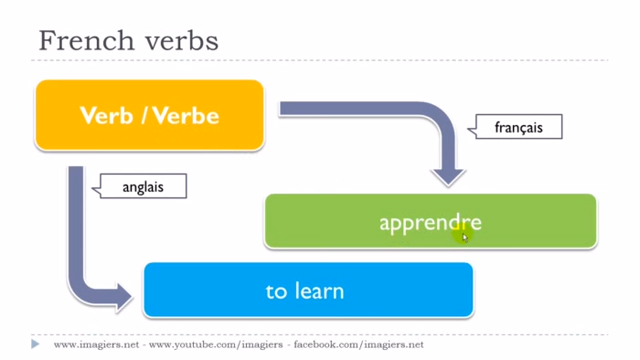 French verbs
Verb / Verbe
français
anglais
apprendre
to learn
www.imagiers.net - www.youtube.com/imagiers - facebook.com/imagiers.net